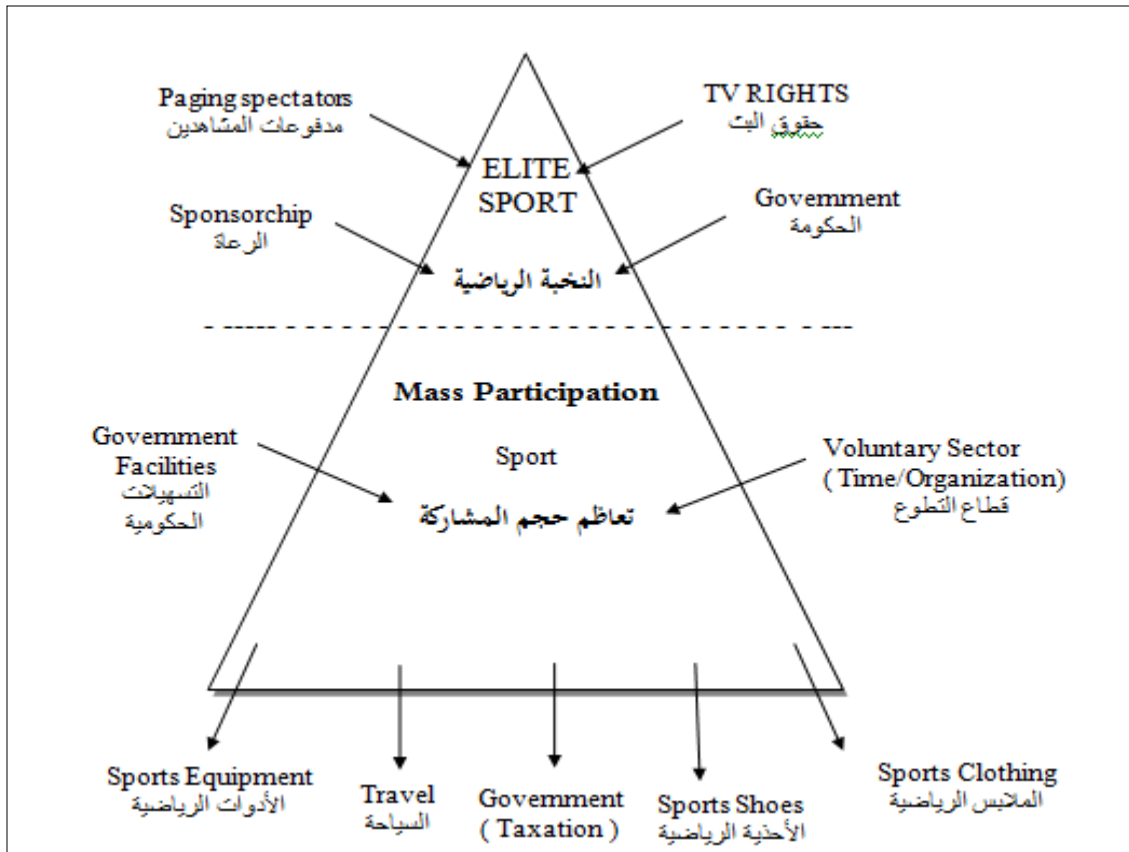 Paging spectators
مدفوعات المشاهدين
TV RIGHTS
حقوق البث
ELITE
SPORT
Sponsorchip
الرعاة
Government
الحكومة
النخبة الرياضية
Mass Participation
Government
Facilities
التسهيلات
الحكومية
Sport
Voluntary Sector
( Time/Organization)
قطاع التطوع
تعاظم حجم المشاركة
Sports Equipment
الأدوات الرياضية
Travel
السياحة
Government
( Taxation )
Sports Shoes
الأحذية الرياضية
Sports Clothing
الملابس الرياضية